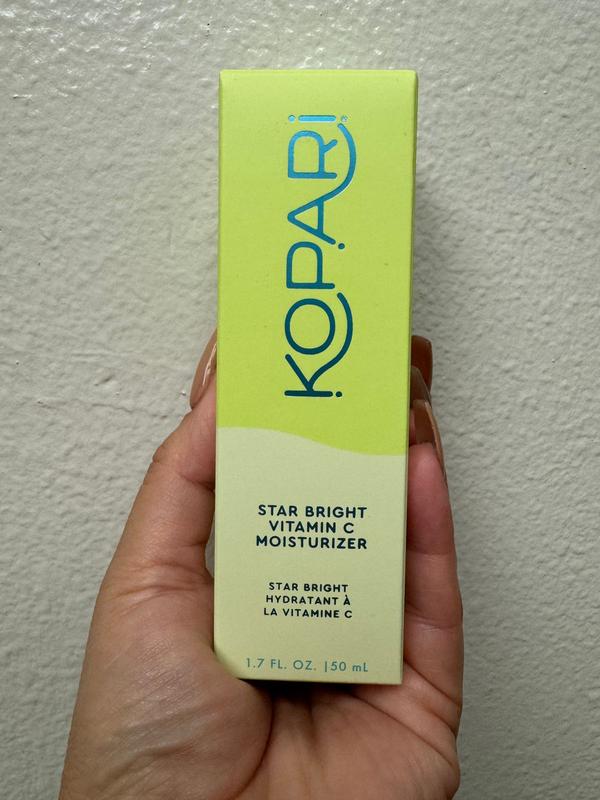 KOPARI®
STAR BRIGHT
VITAMIN C
MOISTURIZER
STAR BRIGHT
HYDRATANT À
LA VITAMINE C
1.7 FL. OZ. | 50 mL